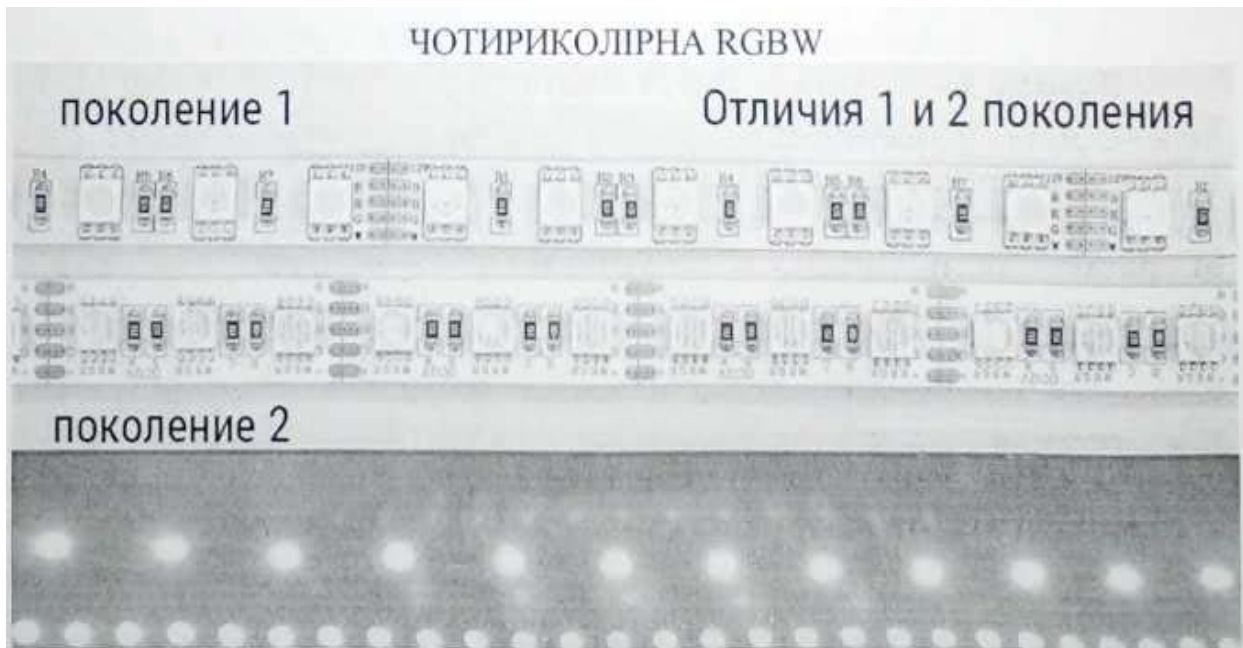 ЧОТИРИКОЛІРНА RGBW
поколение 1
Отличия 1 и 2 поколения
поколение 2